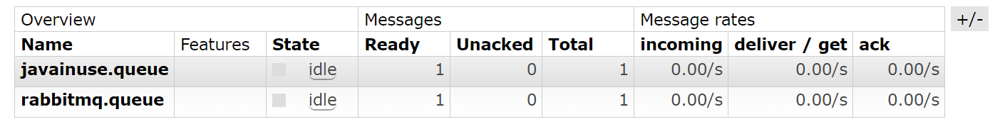 Overview Messages Message rates +/-
Name Features State Ready Unacked Total incoming deliver / get ack
javainuse.queue idle 1 0 1 0.00/s 0.00/s 0.00/s
rabbitmq.queue idle 1 0 1 0.00/s 0.00/s 0.00/s